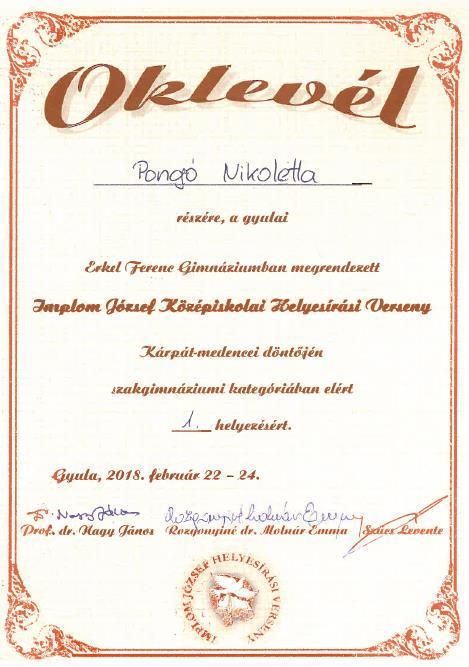 Oklevél
Pongó Nikoletta
részére, a gyulai
Erkel Ferenc Gimnáziumban megrendezett
Implom József Középiskolai Helyesírási Verseny
Kárpát-medencei döntőjén
szakgimnáziumi kategóriában elért
1. helyezésért.
Gyula, 2018. február 22 – 24.
Prof. dr. Nagy János Rozgonyiné dr. Molnár Emma Szűcs Levente
IMPLOM JÓZSEF HELYESÍRÁSI VERSENY